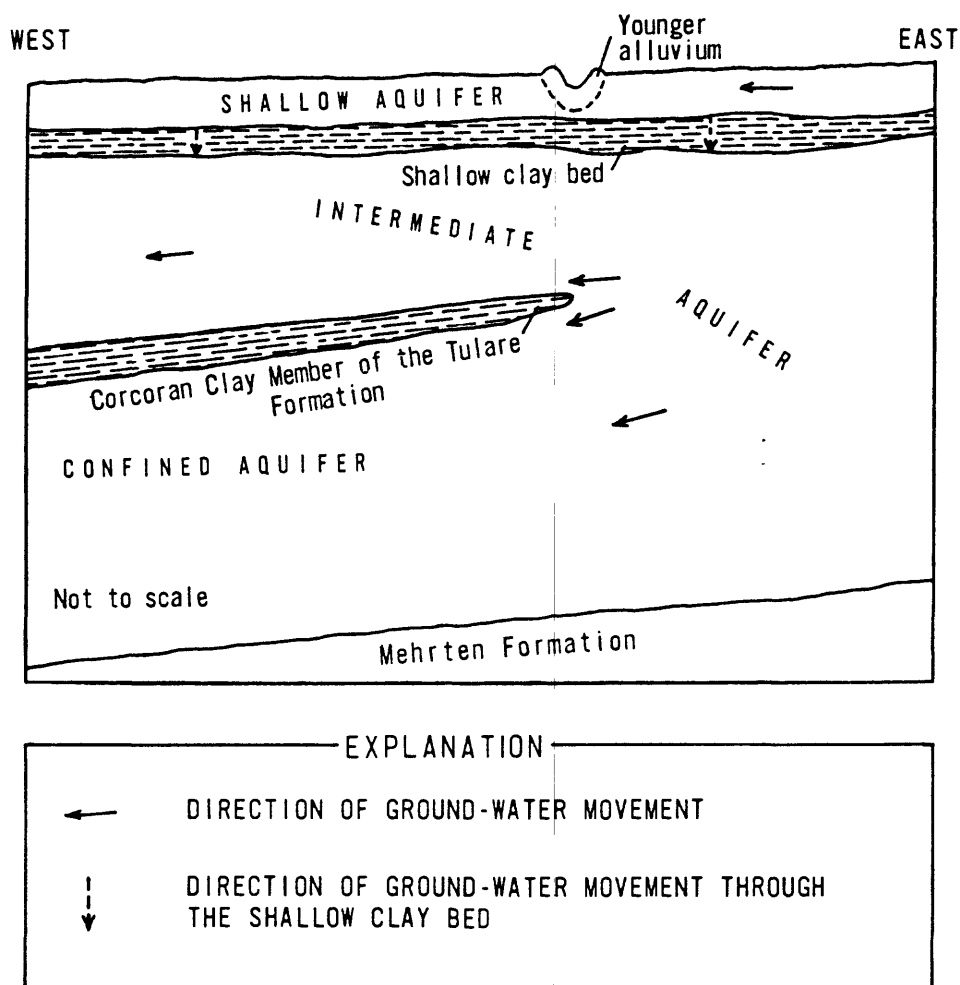 WEST
Younger
alluvium
EAST
SHALLOW AQUIFER
Shallow clay bed
INTERMEDIATE
AQUIFER
Corcoran Clay Member of the Tulare
Formation
CONFINED AQUIFER
Not to scale
Mehrten Formation
EXPLANATION
DIRECTION OF GROUND-WATER MOVEMENT
DIRECTION OF GROUND-WATER MOVEMENT THROUGH
THE SHALLOW CLAY BED